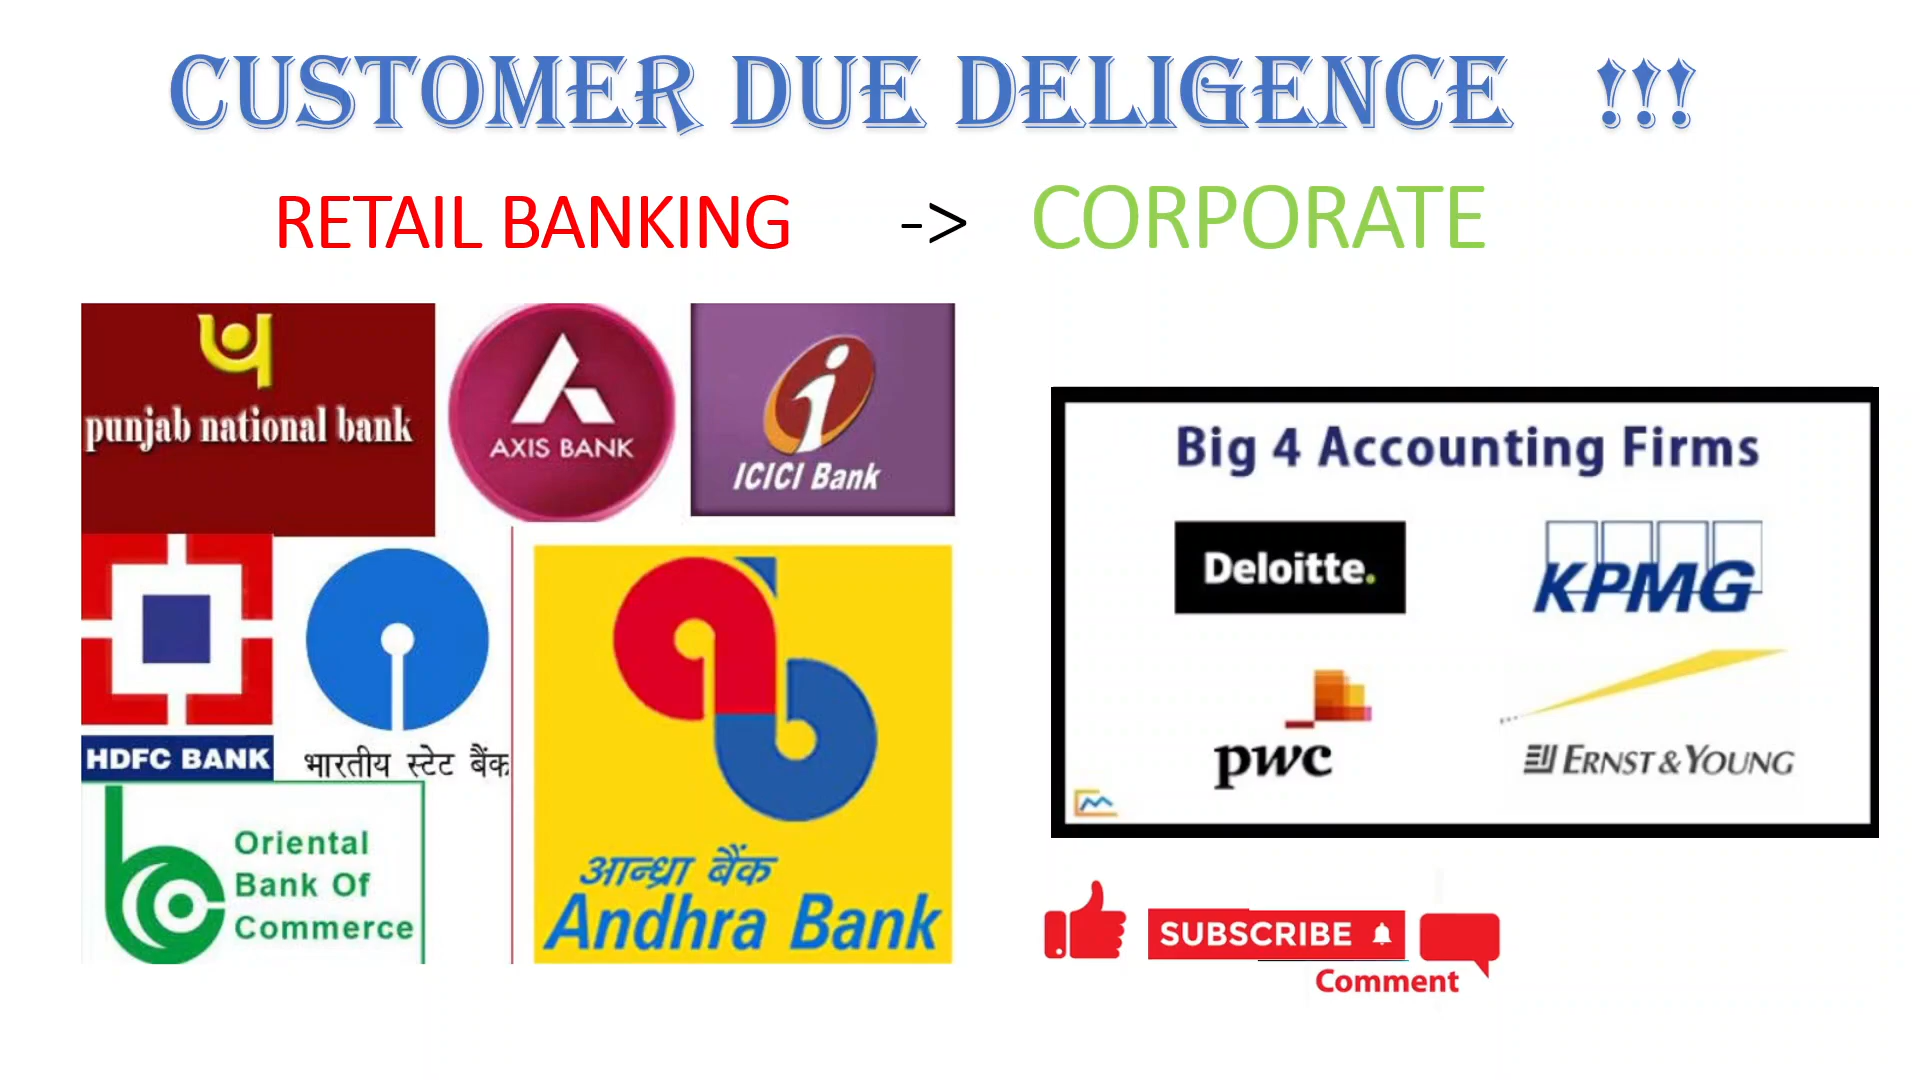 CUSTOMER DUE DELIGENCE !!!
RETAIL BANKING -> CORPORATE
punjab national bank
AXIS BANK
ICICI Bank
HDFC BANK
भारतीय स्टेट बैंक
Oriental
Bank Of
Commerce
आन्ध्रा बैंक
Andhra Bank
Big 4 Accounting Firms
Deloitte.
KPMG
pwc
EY ERNST & YOUNG
SUBSCRIBE
Comment